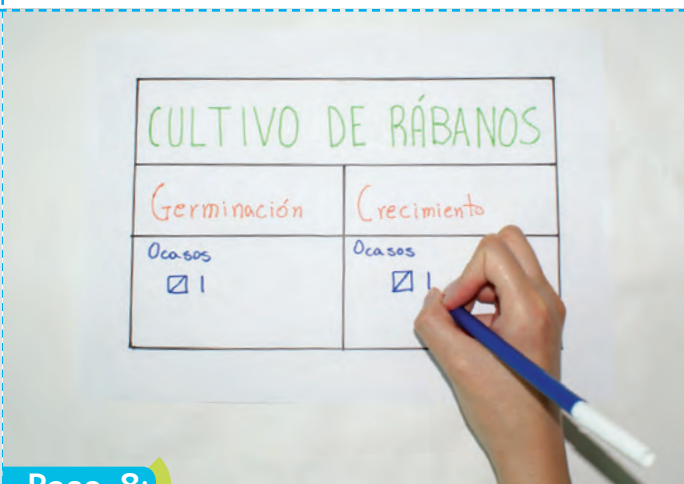 CULTIVO DE RÁBANOS
Germinación
Crecimiento
Ocasos
1
Ocasos
1
Paso 8: